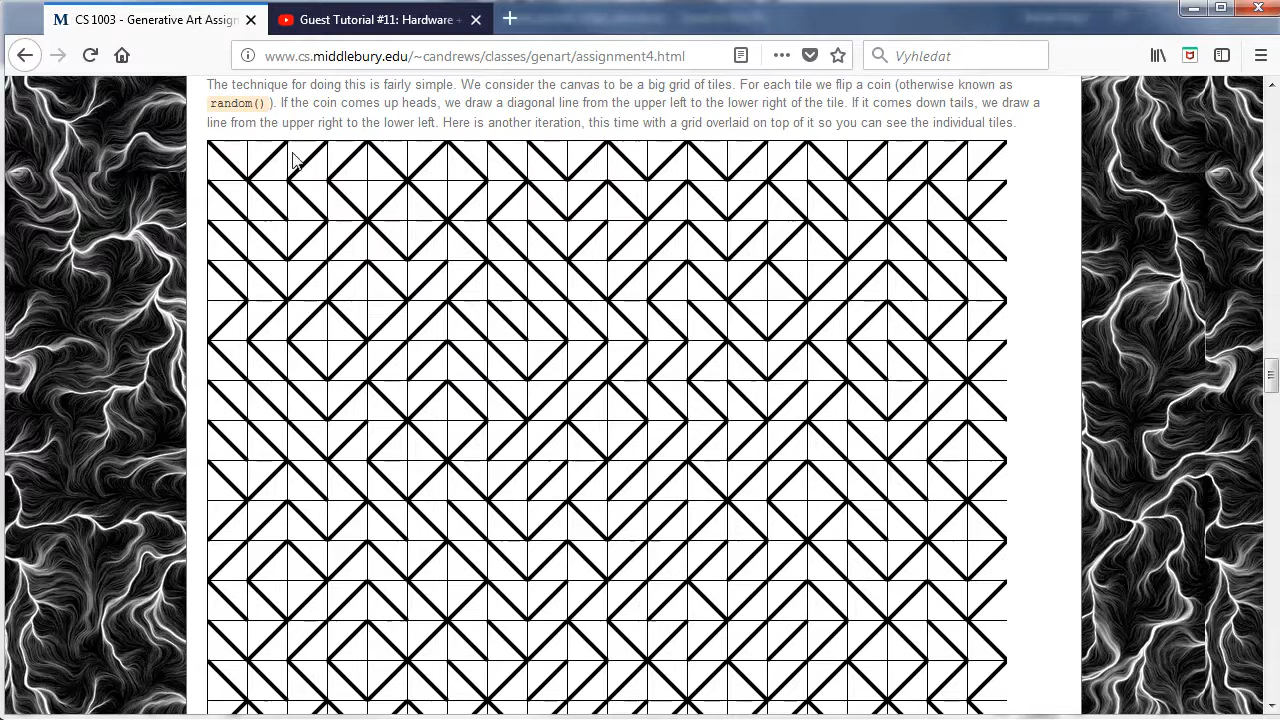 CS 1003 - Generative Art Assign
Guest Tutorial #11: Hardware
www.cs.middlebury.edu/~candrews/classes/genart/assignment4.html
Vyhledat
The technique for doing this is fairly simple. We consider the canvas to be a big grid of tiles. For each tile we flip a coin (otherwise known as
random() ). If the coin comes up heads, we draw a diagonal line from the upper left to the lower right of the tile. If it comes down tails, we draw a
line from the upper right to the lower left. Here is another iteration, this time with a grid overlaid on top of it so you can see the individual tiles.